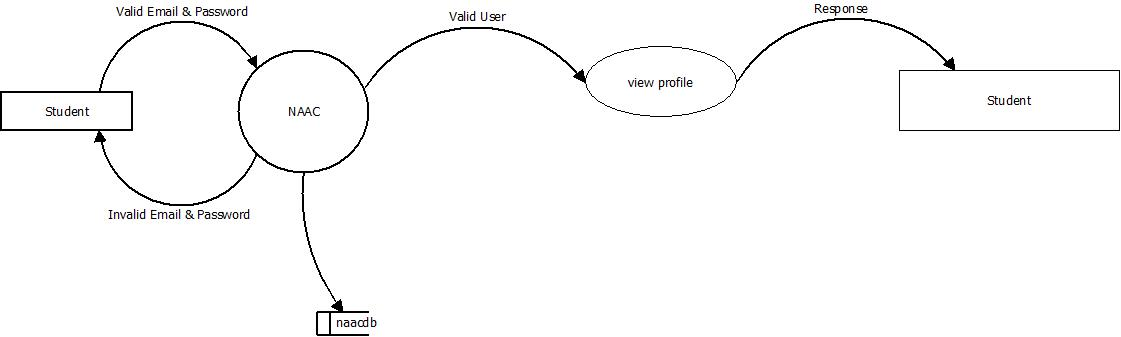 Valid Email & Password
Valid User
Response
Student
NAAC
view profile
Student
Invalid Email & Password
naacdb